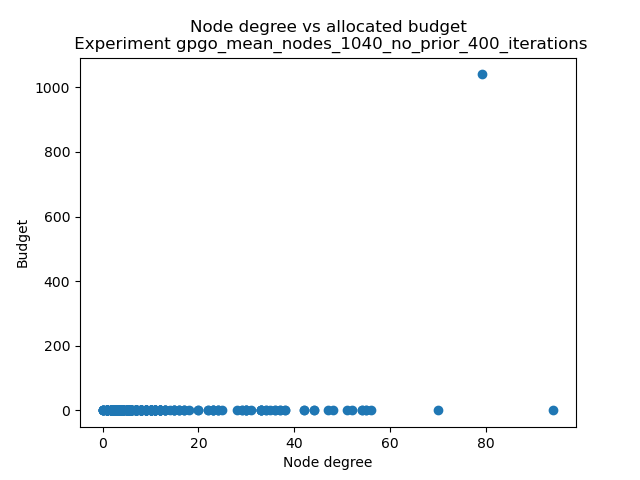 Node degree vs allocated budget
Experiment gpgo_mean_nodes_1040_no_prior_400_iterations
1000
800
600
400
200
0
Budget
0 20 40 60 80
Node degree